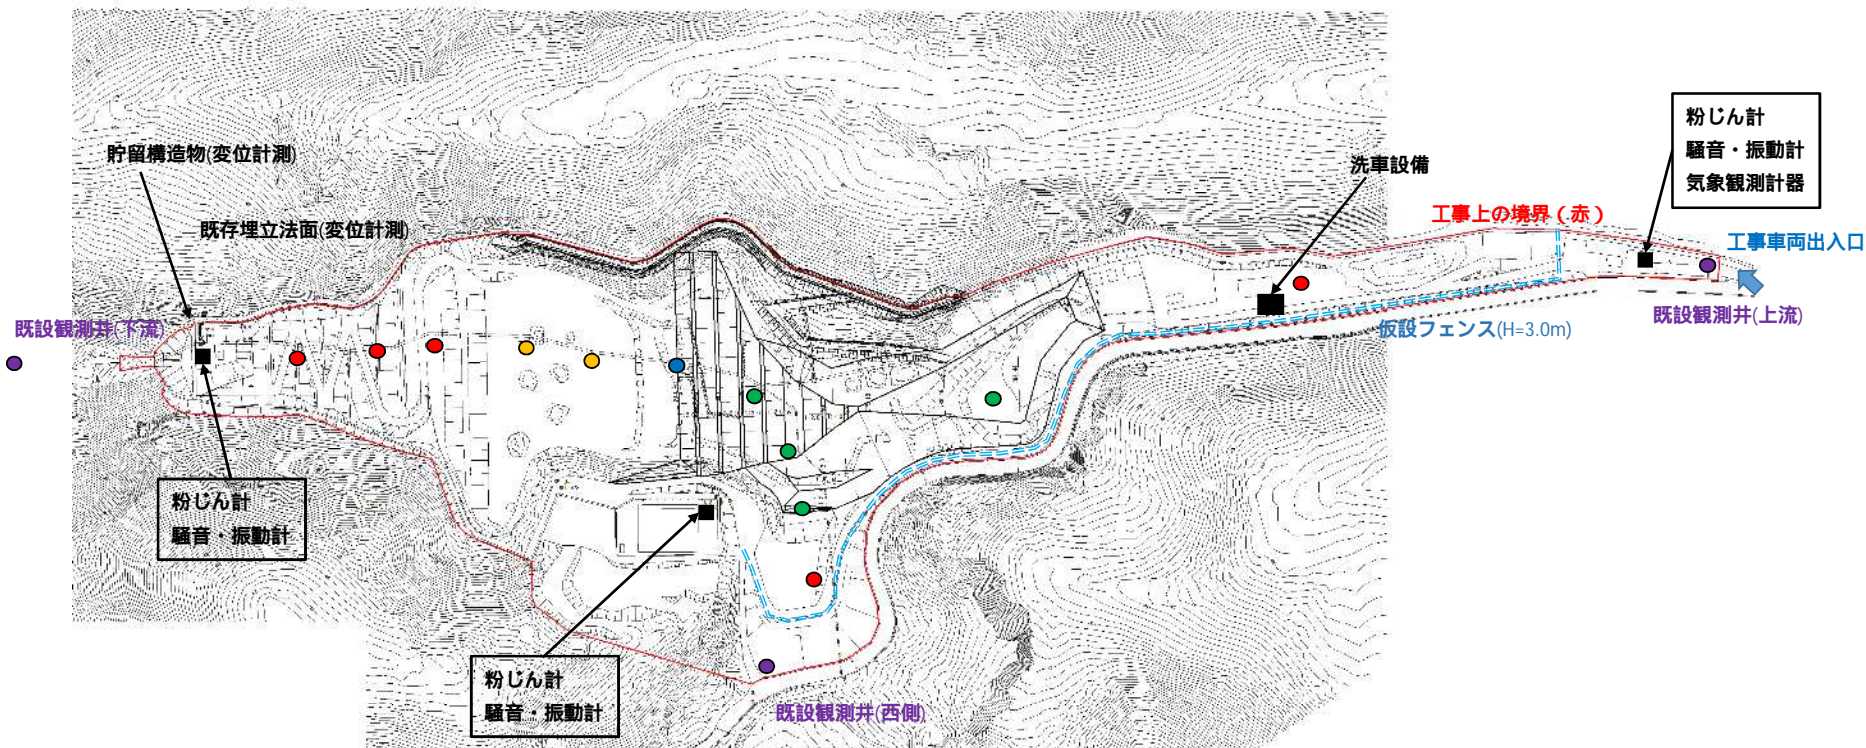 粉じん計
騒音・振動計
気象観測計器
貯留構造物(変位計測)
洗車設備
工事上の境界(赤)
既存埋立法面(変位計測)
工事車両出入口
既設観測井(上流)
既設観測井(下流)
仮設フェンス(H=3.0m)
粉じん計
騒音・振動計
粉じん計
騒音・振動計
既設観測井(西側)